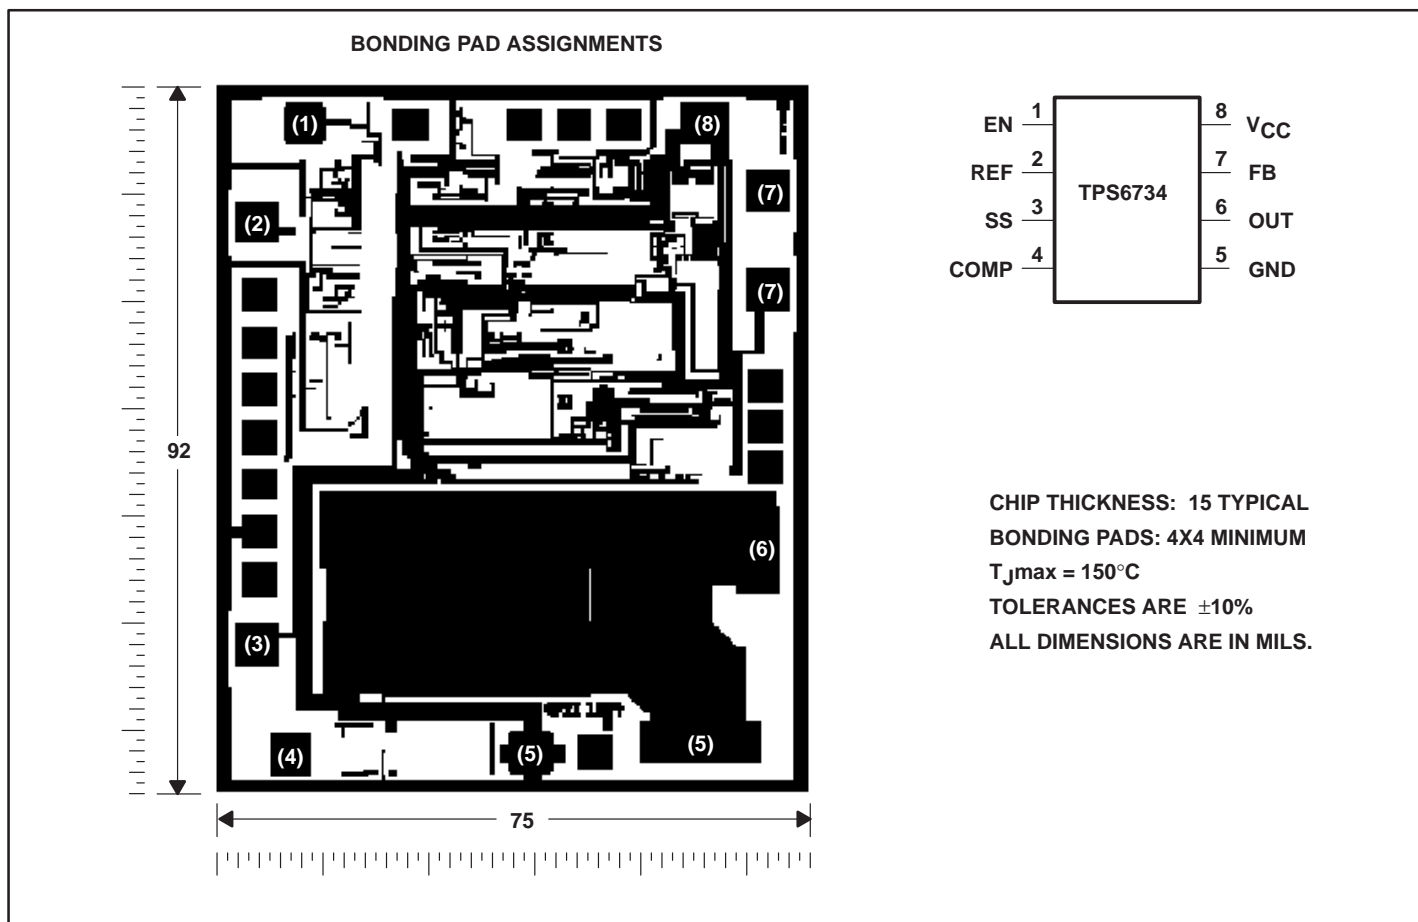 BONDING PAD ASSIGNMENTS
(1)
(8)
(7)
(2)
(7)
92
(6)
(3)
(4)
(5)
(5)
75
EN 1
8 VCC
REF 2
7 FB
TPS6734
SS 3
6 OUT
COMP 4
5 GND
CHIP THICKNESS: 15 TYPICAL
BONDING PADS: 4X4 MINIMUM
TJmax = 150°C
TOLERANCES ARE ±10%
ALL DIMENSIONS ARE IN MILS.